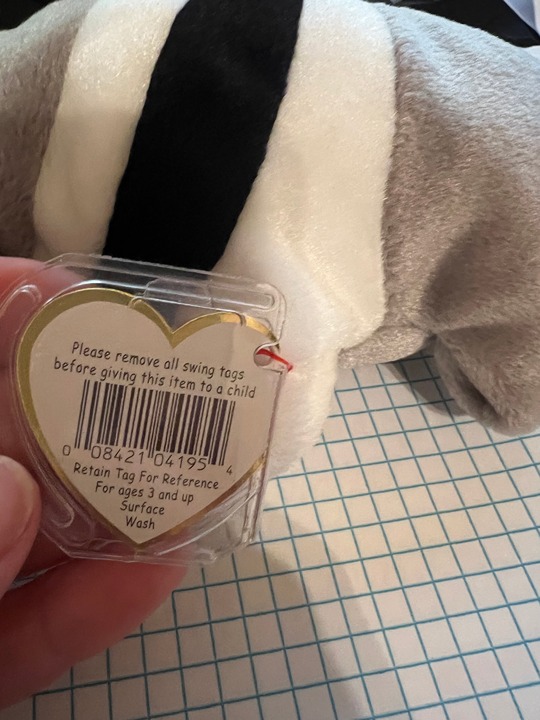 Please remove all swing tags
before giving this item to a child
0 08421 04195 4
Retain Tag For Reference
For ages 3 and up
Surface
Wash